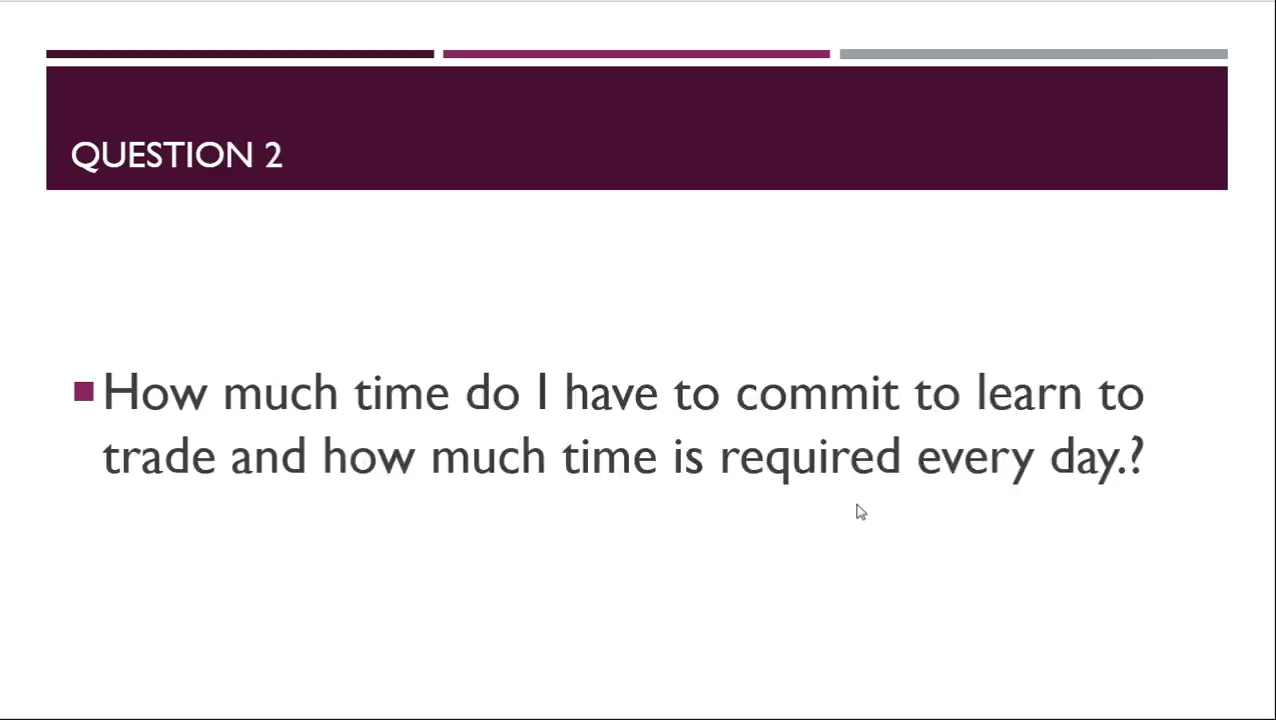 QUESTION 2
How much time do I have to commit to learn to
trade and how much time is required every day.?